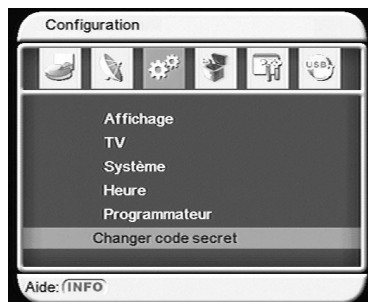 Configuration
USB
Affichage
TV
Système
Heure
Programmateur
Changer code secret
Aide: INFO